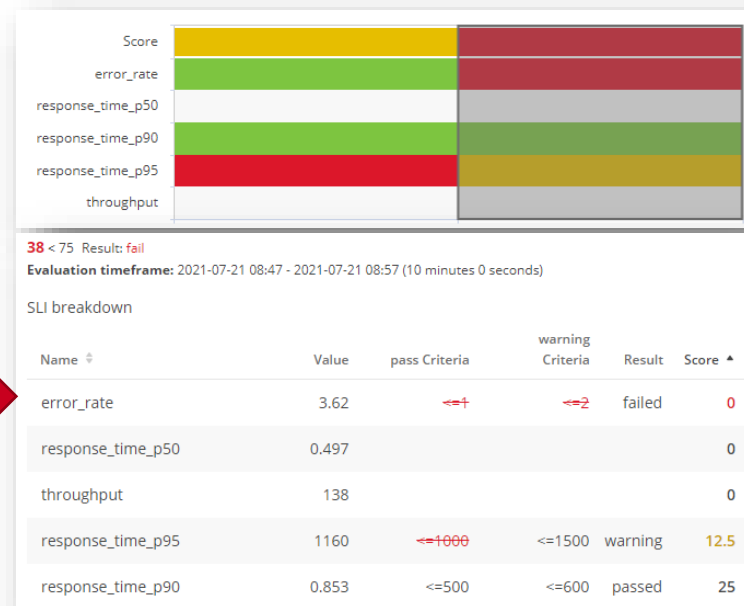 Score
error_rate
response_time_p50
response_time_p90
response_time_p95
throughput
38 < 75 Result: fail
Evaluation timeframe: 2021-07-21 08:47 - 2021-07-21 08:57 (10 minutes 0 seconds)
SLI breakdown
Name Value pass Criteria warning Criteria Result Score
error_rate 3.62 <=1 <=2 failed 0
response_time_p50 0.497 0
throughput 138 0
response_time_p95 1160 <=1000 <=1500 warning 12.5
response_time_p90 0.853 <=500 <=600 passed 25